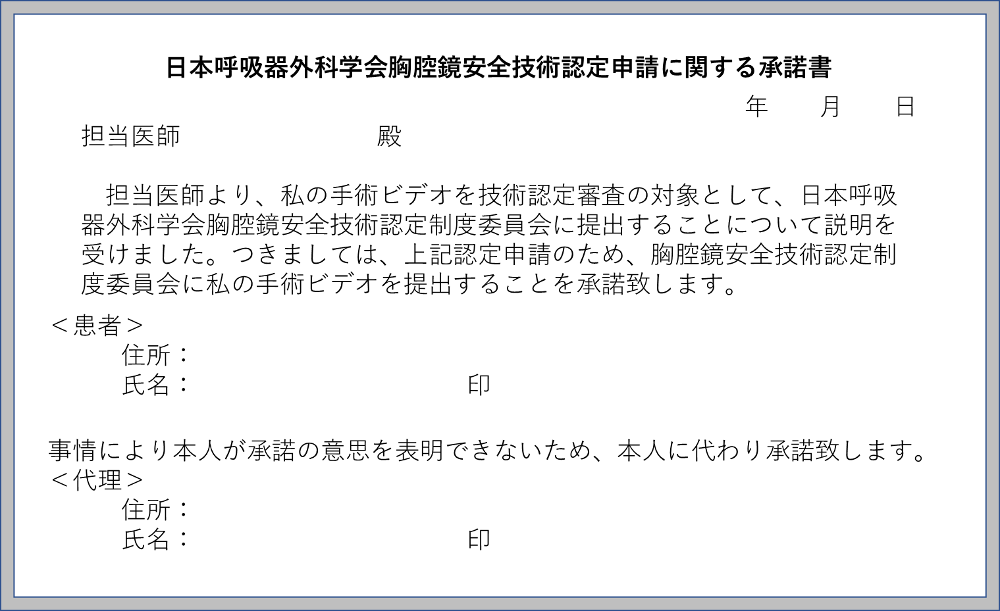 日本呼吸器外科学会胸腔鏡安全技術認定申請に関する承諾書
年　　月　　日
担当医師　　　　　　　　殿
　担当医師より、私の手術ビデオを技術認定審査の対象として、日本呼吸
器外科学会胸腔鏡安全技術認定制度委員会に提出することについて説明を
受けました。つきましては、上記認定申請のため、胸腔鏡安全技術認定制
度委員会に私の手術ビデオを提出することを承諾致します。
＜患者＞
住所：
氏名：　　　　　　　　　　　印
事情により本人が承諾の意思を表明できないため、本人に代わり承諾致します。
＜代理＞
住所：
氏名：　　　　　　　　　　　印